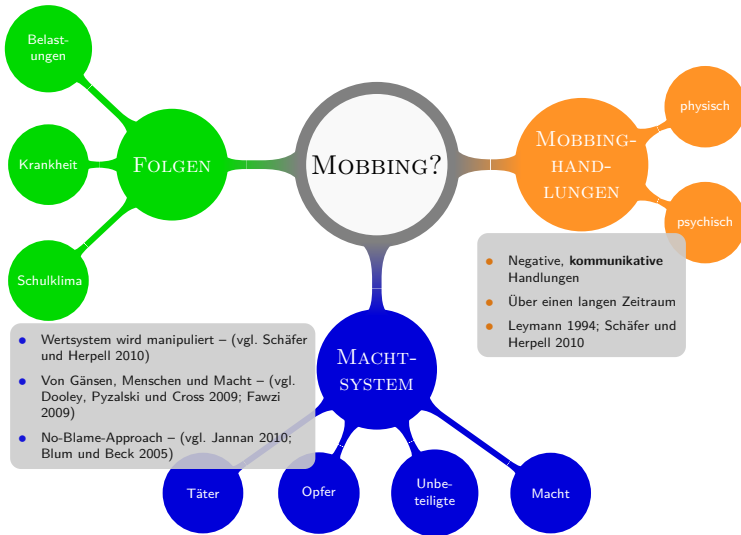 Belast-
ungen
Krankheit
Schulklima
Folgen
Mobbing?
Mobbing-
hand-
lungen
physisch
psychisch
• Negative, kommunikative
Handlungen
• Über einen langen Zeitraum
• Leymann 1994; Schäfer und
Herpell 2010
Macht-
system
• Wertsystem wird manipuliert – (vgl. Schäfer
und Herpell 2010)
• Von Gänsen, Menschen und Macht – (vgl.
Dooley, Pyzalski und Cross 2009; Fawzi
2009)
• No-Blame-Approach – (vgl. Jannan 2010;
Blum und Beck 2005)
Täter
Opfer
Unbe-
teiligte
Macht